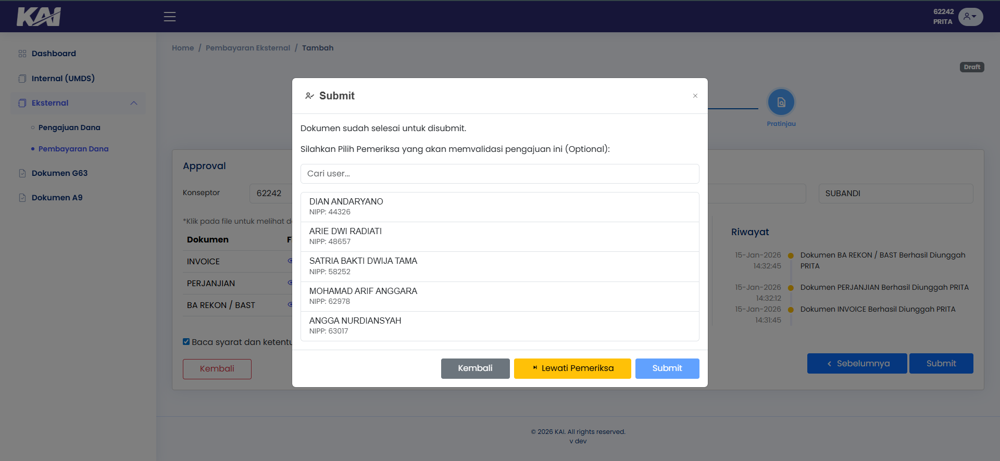 KAI
62242
PRITA
Home / Pembayaran Eksternal / Tambah
Draft
Dashboard
Internal (UMDS)
Eksternal
Pengajuan Dana
Pembayaran Dana
Dokumen G63
Dokumen A9
Pratinjau
Approval
Konseptor
62242
SUBANDI
*Klik pada file untuk melihat
Dokumen
INVOICE
PERJANJIAN
BA REKON / BAST
Baca syarat dan
Kembali
Riwayat
15-Jan-2026
14:32:45
Dokumen BA REKON / BAST Berhasil Diunggah
PRITA
15-Jan-2026
14:32:12
Dokumen PERJANJIAN Berhasil Diunggah PRITA
15-Jan-2026
14:31:45
Dokumen INVOICE Berhasil Diunggah PRITA
Sebelumnya
Submit
Submit
×
Dokumen sudah selesai untuk disubmit.
Silahkan Pilih Pemeriksa yang akan memvalidasi pengajuan ini (Optional):
Cari user...
DIAN ANDARYANO
NIPP: 44326
ARIE DWI RADIATI
NIPP: 48657
SATRIA BAKTI DWIJA TAMA
NIPP: 58252
MOHAMAD ARIF ANGGARA
NIPP: 62978
ANGGA NURDIANSYAH
NIPP: 63017
Kembali
Lewati Pemeriksa
Submit
© 2026 KAI. All rights reserved.
v dev